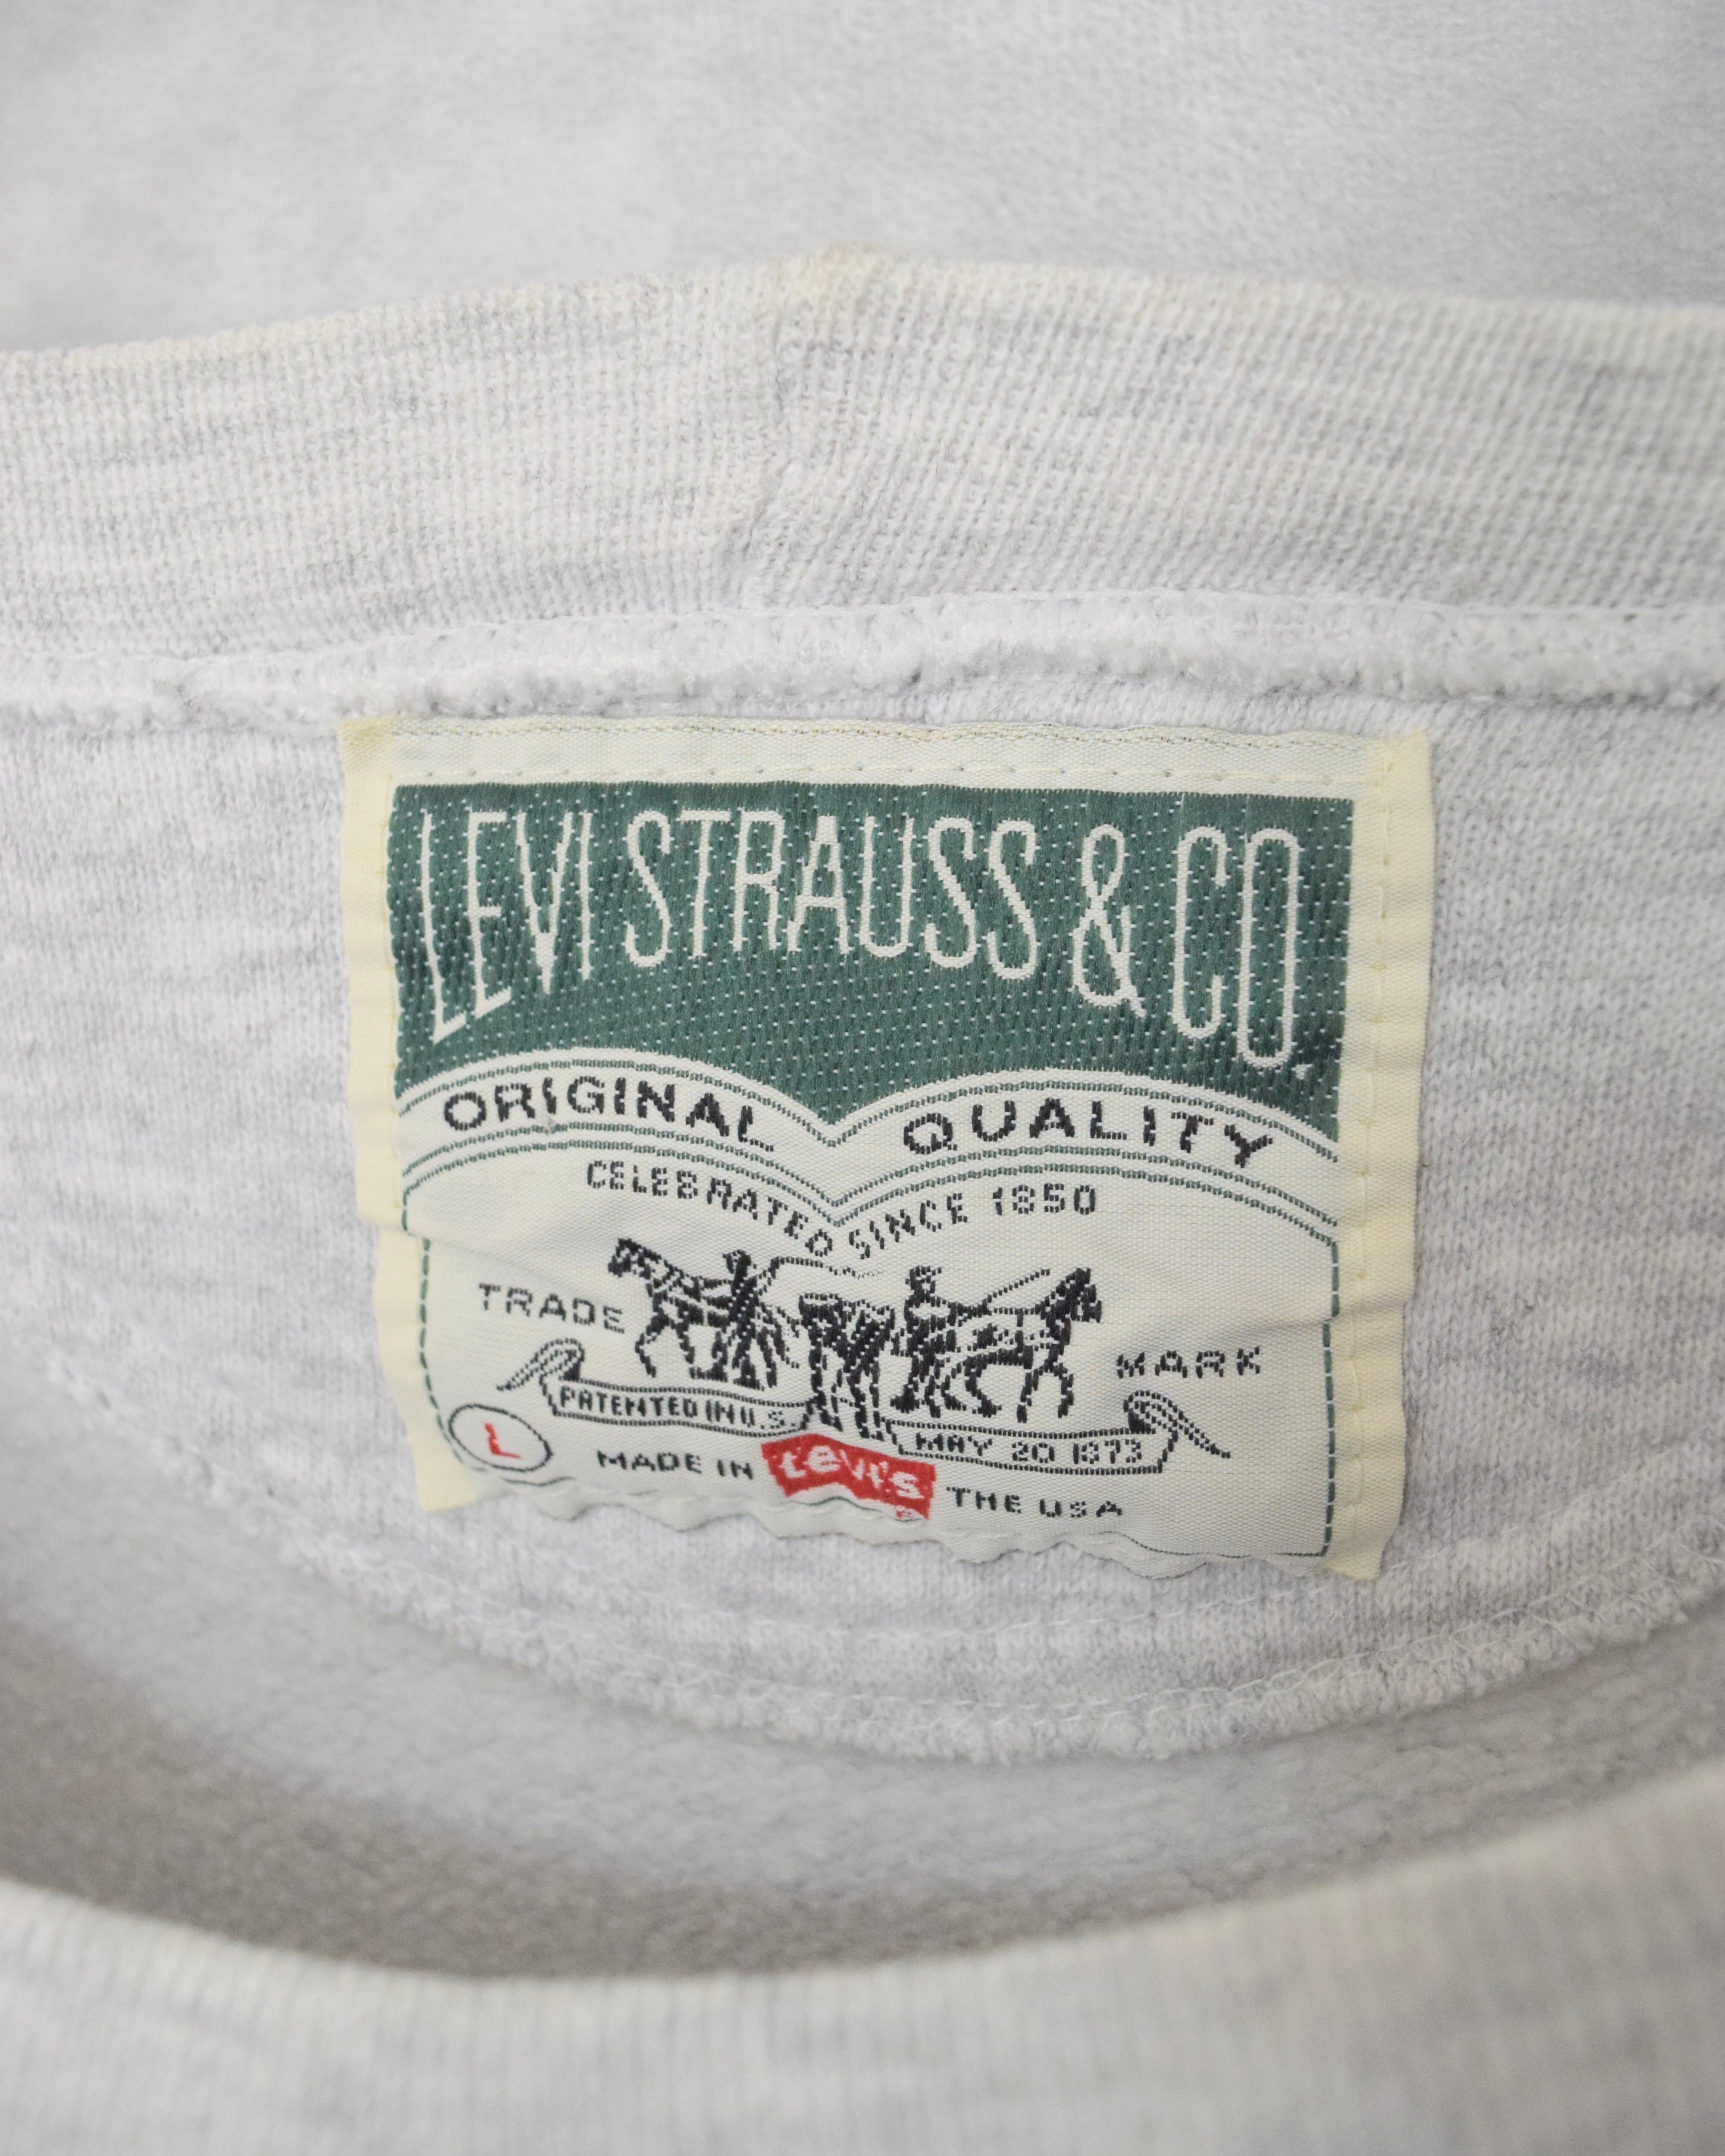 LEVI STRAUSS & CO.
ORIGINAL QUALITY
CELEBRATED SINCE 1850
TRADE MARK
PATENTED IN U.S. MAY 20 1873
L
MADE IN Levi's THE USA